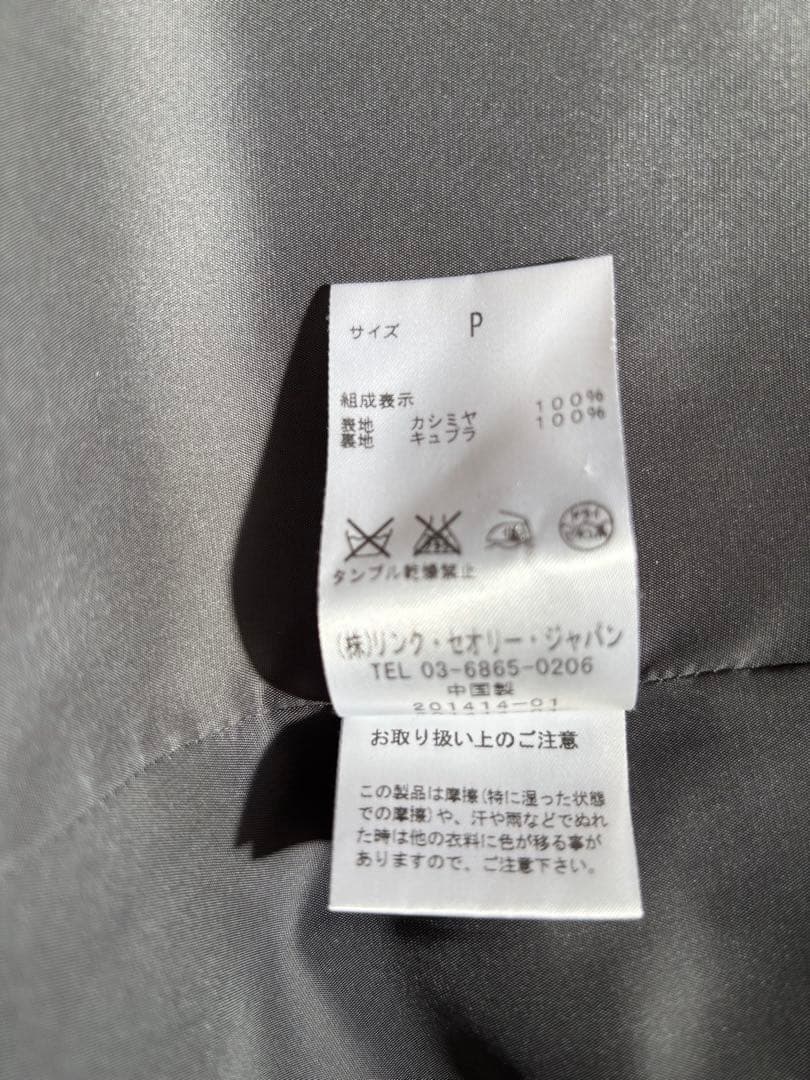 サイズ P
組成表示
表地 カシミヤ 100%
裏地 キュプラ 100%
タンブル乾燥禁止
(株)リンク・セオリー・ジャパン
TEL 03-6865-0206
中国製
201414-01
お取り扱い上のご注意
この製品は摩擦(特に湿った状態
での摩擦)や、汗や雨などでぬれ
た時は他の衣料に色が移る事が
ありますので、ご注意下さい。